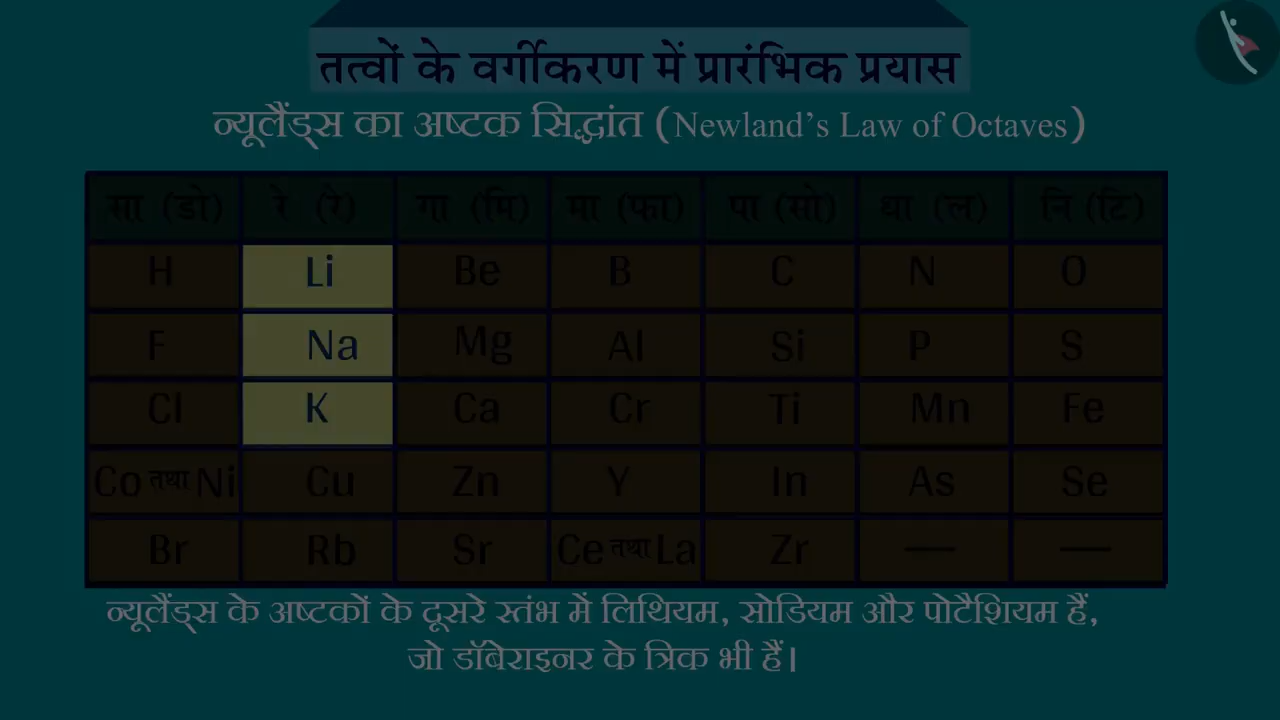 तत्वों के वर्गीकरण में प्रारंभिक प्रयास
न्यूलैंड्स का अष्टक सिद्धांत (Newland’s Law of Octaves)
सा (डो) रे (रे) गा (मि) मा (फा) पा (सो) धा (ल) नि (टि)
H Li Be B C N O
F Na Mg Al Si P S
Cl K Ca Cr Ti Mn Fe
Co तथा Ni Cu Zn Y In As Se
Br Rb Sr Ce तथा La Zr — —
न्यूलैंड्स के अष्टकों के दूसरे स्तंभ में लिथियम, सोडियम और पोटैशियम हैं,
जो डॉबेराइनर के त्रिक भी हैं।